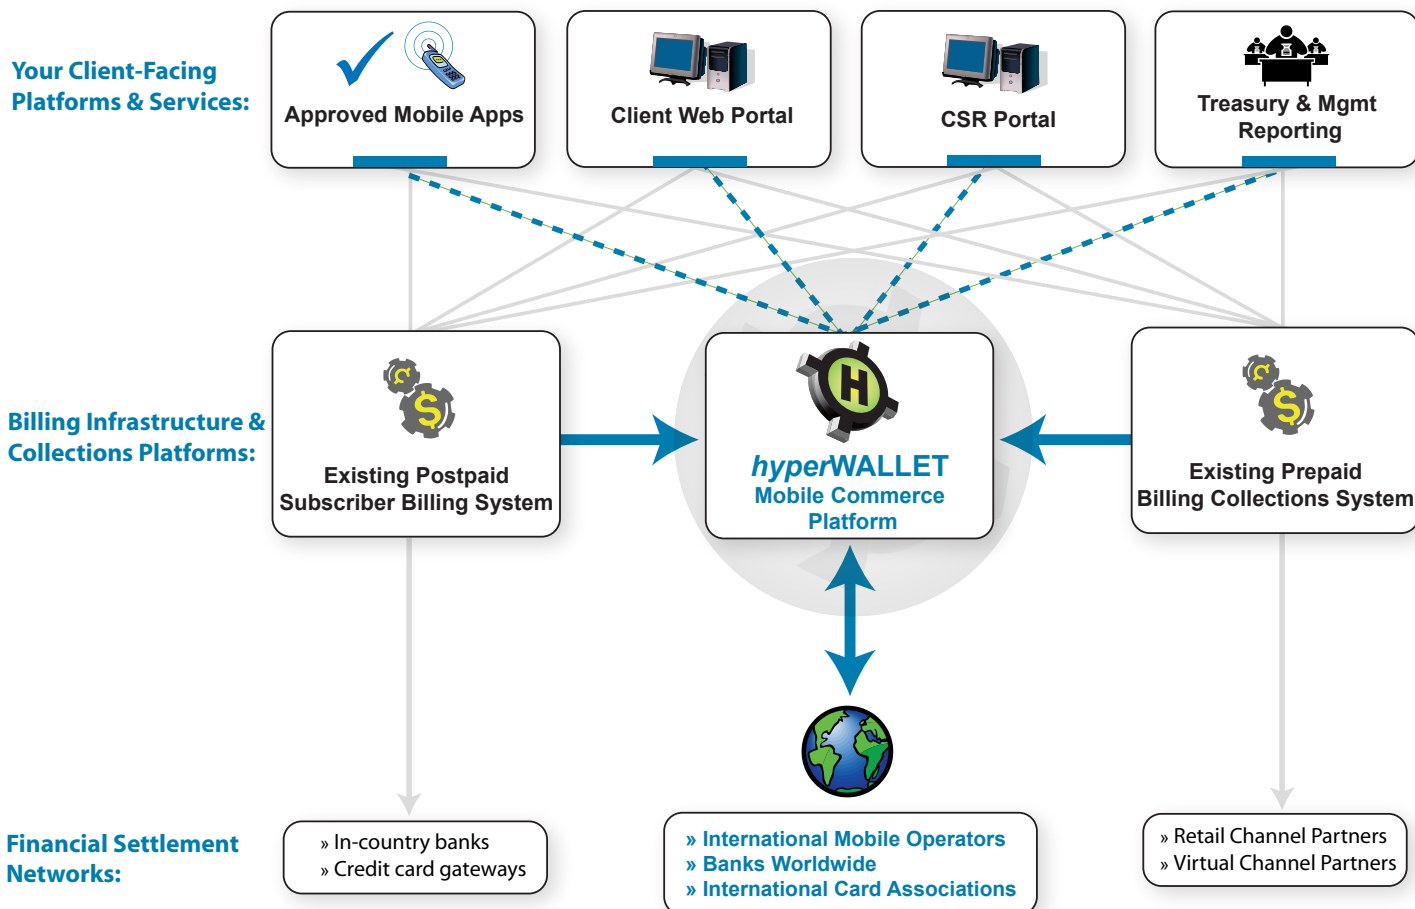 Your Client-Facing
Platforms & Services:
Approved Mobile Apps
Client Web Portal
CSR Portal
Treasury & Mgmt
Reporting
Billing Infrastructure &
Collections Platforms:
$
Existing Postpaid
Subscriber Billing System
H
hyperWALLET
Mobile Commerce
Platform
$
Existing Prepaid
Billing Collections System
Financial Settlement
Networks:
» In-country banks
» Credit card gateways
» International Mobile Operators
» Banks Worldwide
» International Card Associations
» Retail Channel Partners
» Virtual Channel Partners